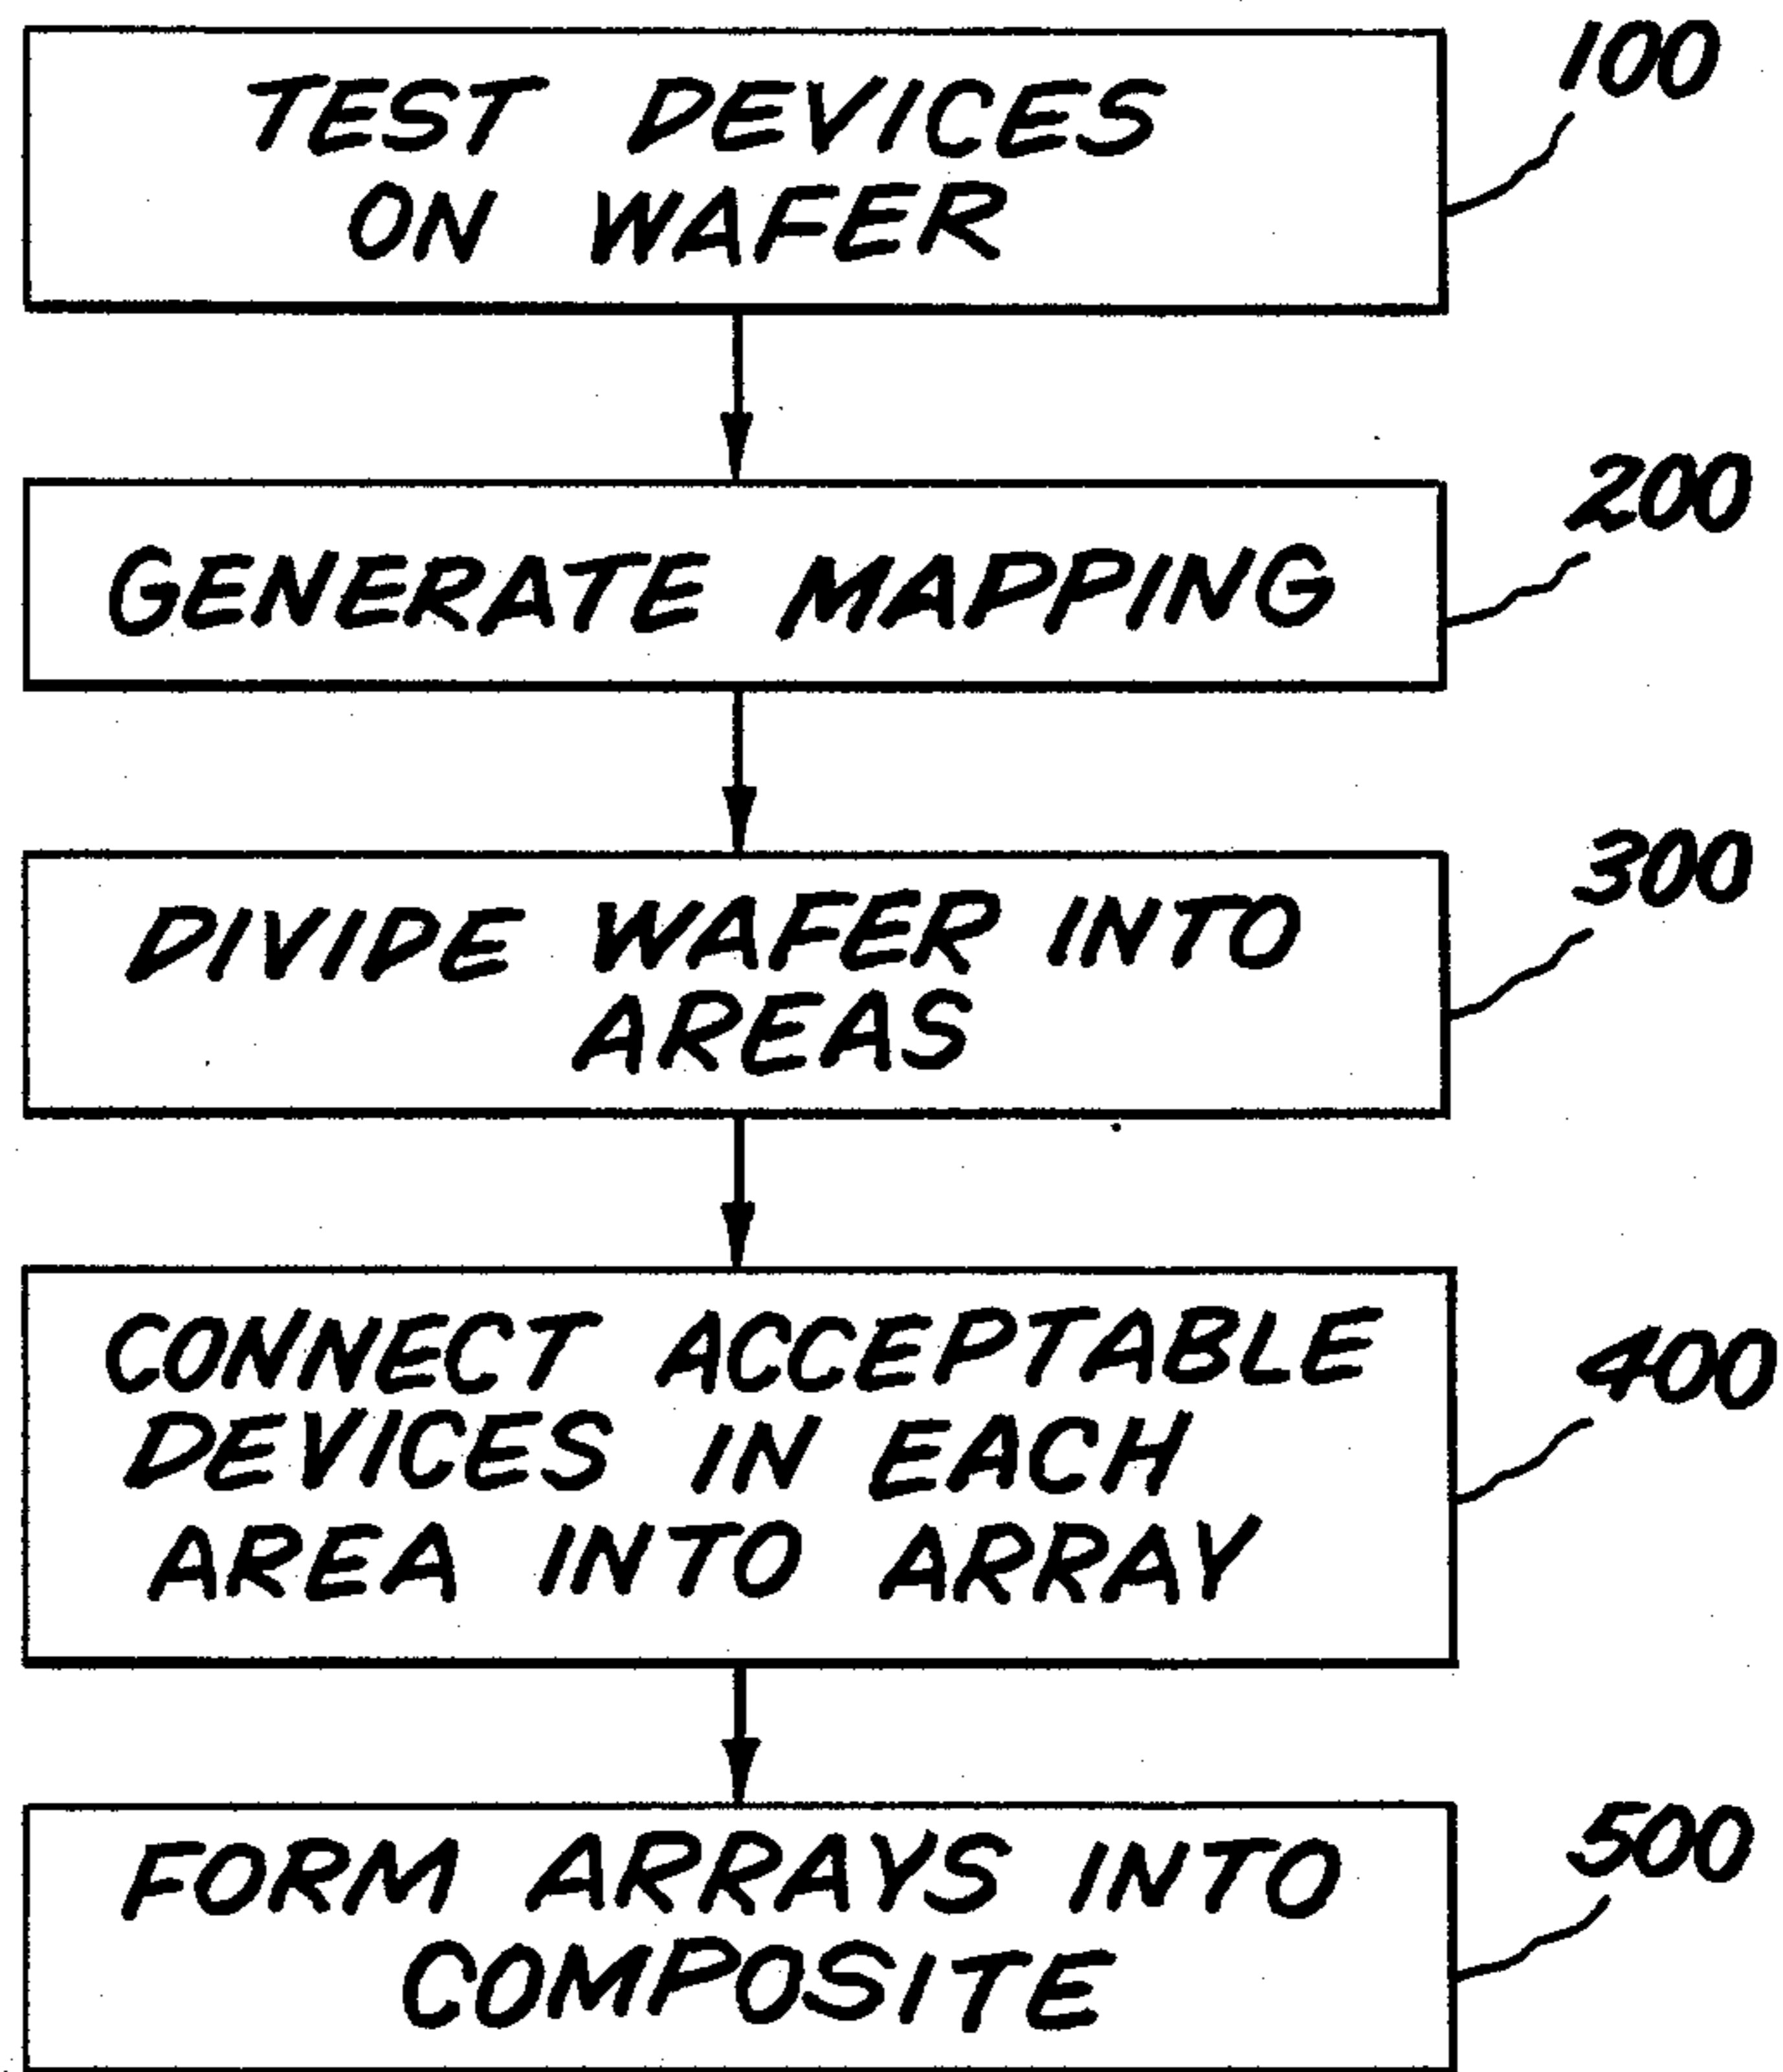 TEST DEVICES
ON WAFER
100
GENERATE MAPPING
200
DIVIDE WAFER INTO
AREAS
300
CONNECT ACCEPTABLE
DEVICES IN EACH
AREA INTO ARRAY
400
FORM ARRAYS INTO
COMPOSITE
500